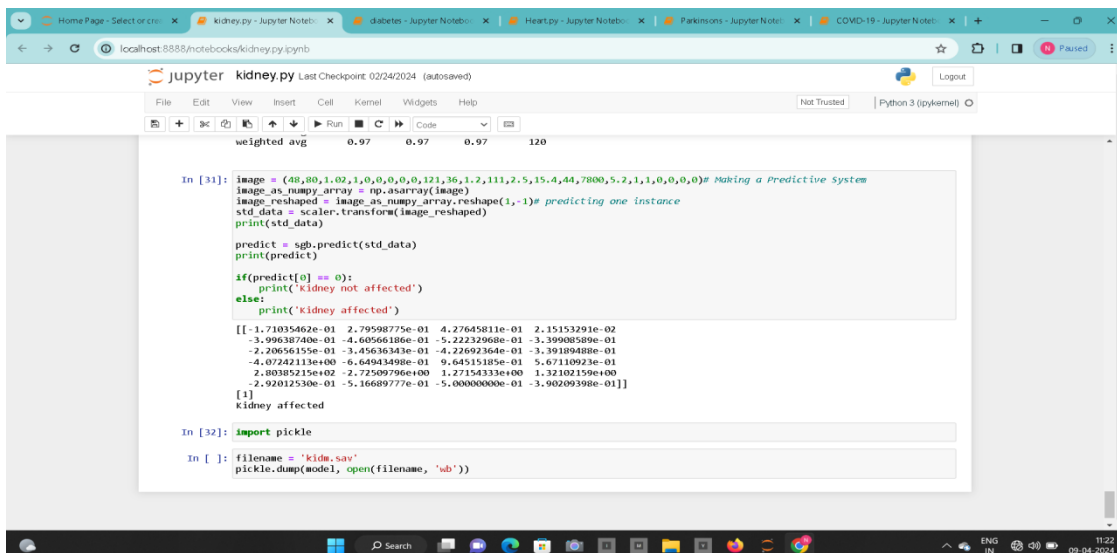 Home Page - Select or creat
kidney.py - Jupyter Notebo
diabetes - Jupyter Noteboo
Heart.py - Jupyter Notebo
Parkinsons - Jupyter Noteb
COVID-19 - Jupyter Noteb
localhost:8888/notebooks/kidney.py.ipynb
N Paused
jupyter kidney.py Last Checkpoint: 02/24/2024 (autosaved)
Logout
File Edit View Insert Cell Kernel Widgets Help
Not Trusted
Python 3 (ipykernel)
Run Code
weighted avg 0.97 0.97 0.97 120
In [31]: image = (48,80,1.02,1,0,0,0,0,0,121,36,1.2,111,2.5,15.4,44,7800,5.2,1,1,0,0,0,0)# Making a Predictive System
image_as_numpy_array = np.asarray(image)
image_reshaped = image_as_numpy_array.reshape(1,-1)# predicting one instance
std_data = scaler.transform(image_reshaped)
print(std_data)
predict = sgb.predict(std_data)
print(predict)
if(predict[0] == 0):
print('Kidney not affected')
else:
print('Kidney affected')
[[-1.71035462e-01 2.79598775e-01 4.27645811e-01 2.15153291e-02
-3.99638740e-01 -4.60566186e-01 -5.22232968e-01 -3.39908589e-01
-2.20656155e-01 -3.45636343e-01 -4.22692364e-01 -3.39189488e-01
-4.07242113e+00 -6.64943498e-01 9.64515185e-01 5.67110923e-01
2.80385215e+02 -2.72509796e+00 1.27154333e+00 1.32102159e+00
-2.92012530e-01 -5.16689777e-01 -5.00000000e-01 -3.90209398e-01]]
[1]
Kidney affected
In [32]: import pickle
In [ ]: filename = 'kidm.sav'
pickle.dump(model, open(filename, 'wb'))
Search
ENG
IN
11:22
09-04-2024